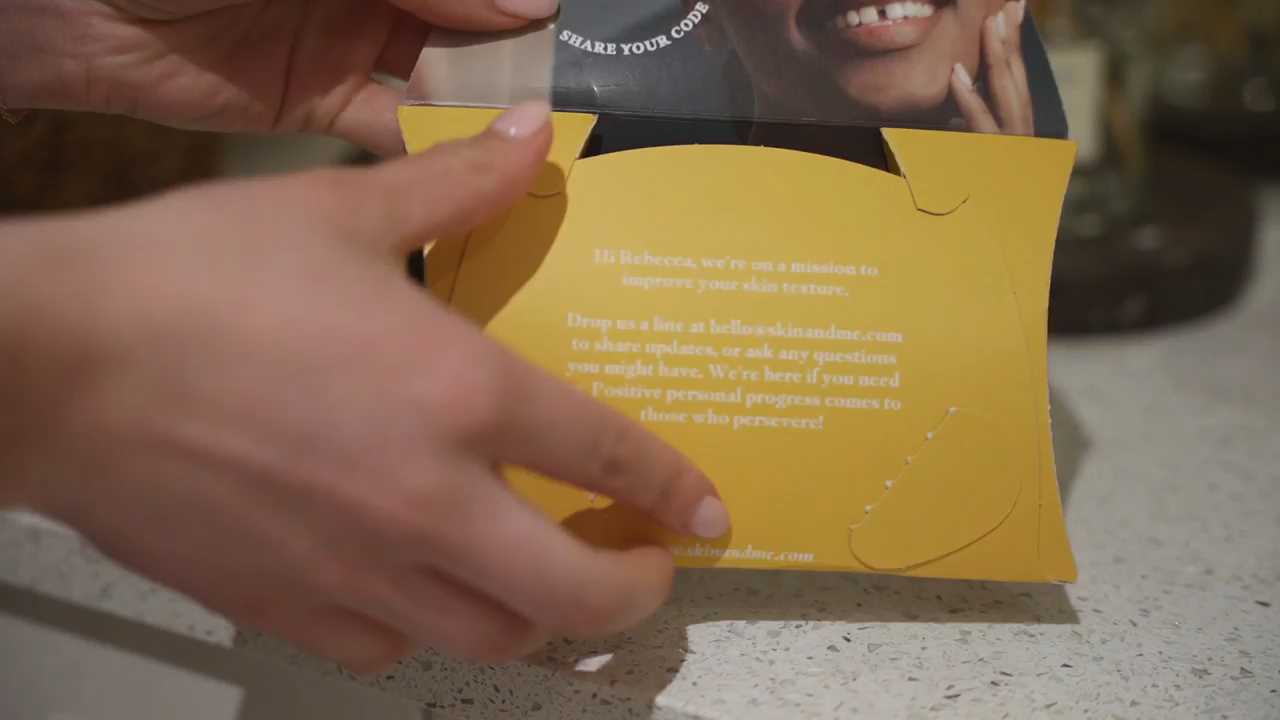 SHARE YOUR CODE
Hi Rebecca, we're on a mission to
improve your skin texture.
Drop us a line at hello@skinandme.com
to share updates, or ask any questions
you might have. We're here if you need
Positive personal progress comes to
those who persevere!
.skinandme.com